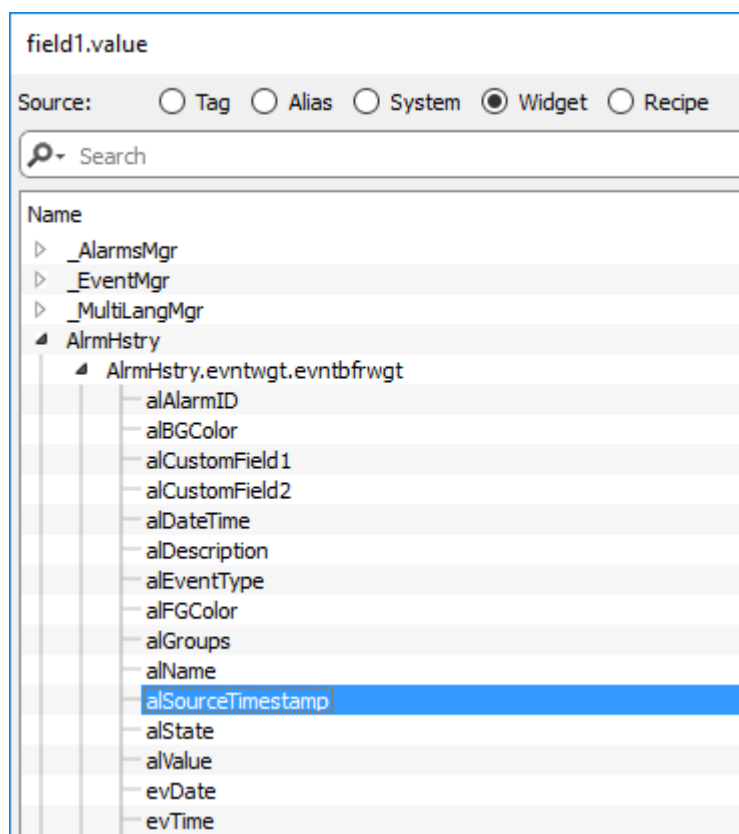 field1.value
Source: Tag Alias System Widget Recipe
Search
Name
_AlarmsMgr
_EventMgr
_MultiLangMgr
AlrmHstry
AlrmHstry.evntwgt.evntbfrwgt
alAlarmID
alBGColor
alCustomField1
alCustomField2
alDateTime
alDescription
alEventType
alFGColor
alGroups
alName
alSourceTimestamp
alState
alValue
evDate
evTime